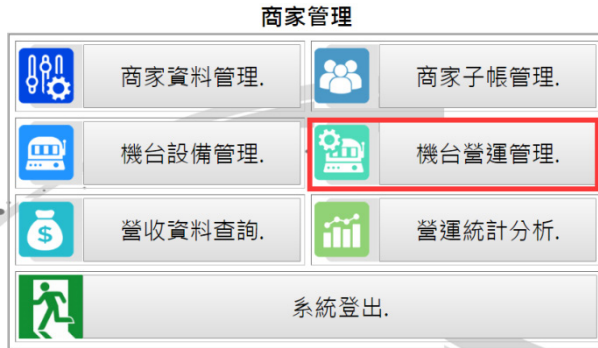 商家管理
商家資料管理.
商家子帳管理.
機台設備管理.
機台營運管理.
$
營收資料查詢.
營運統計分析.
系統登出.